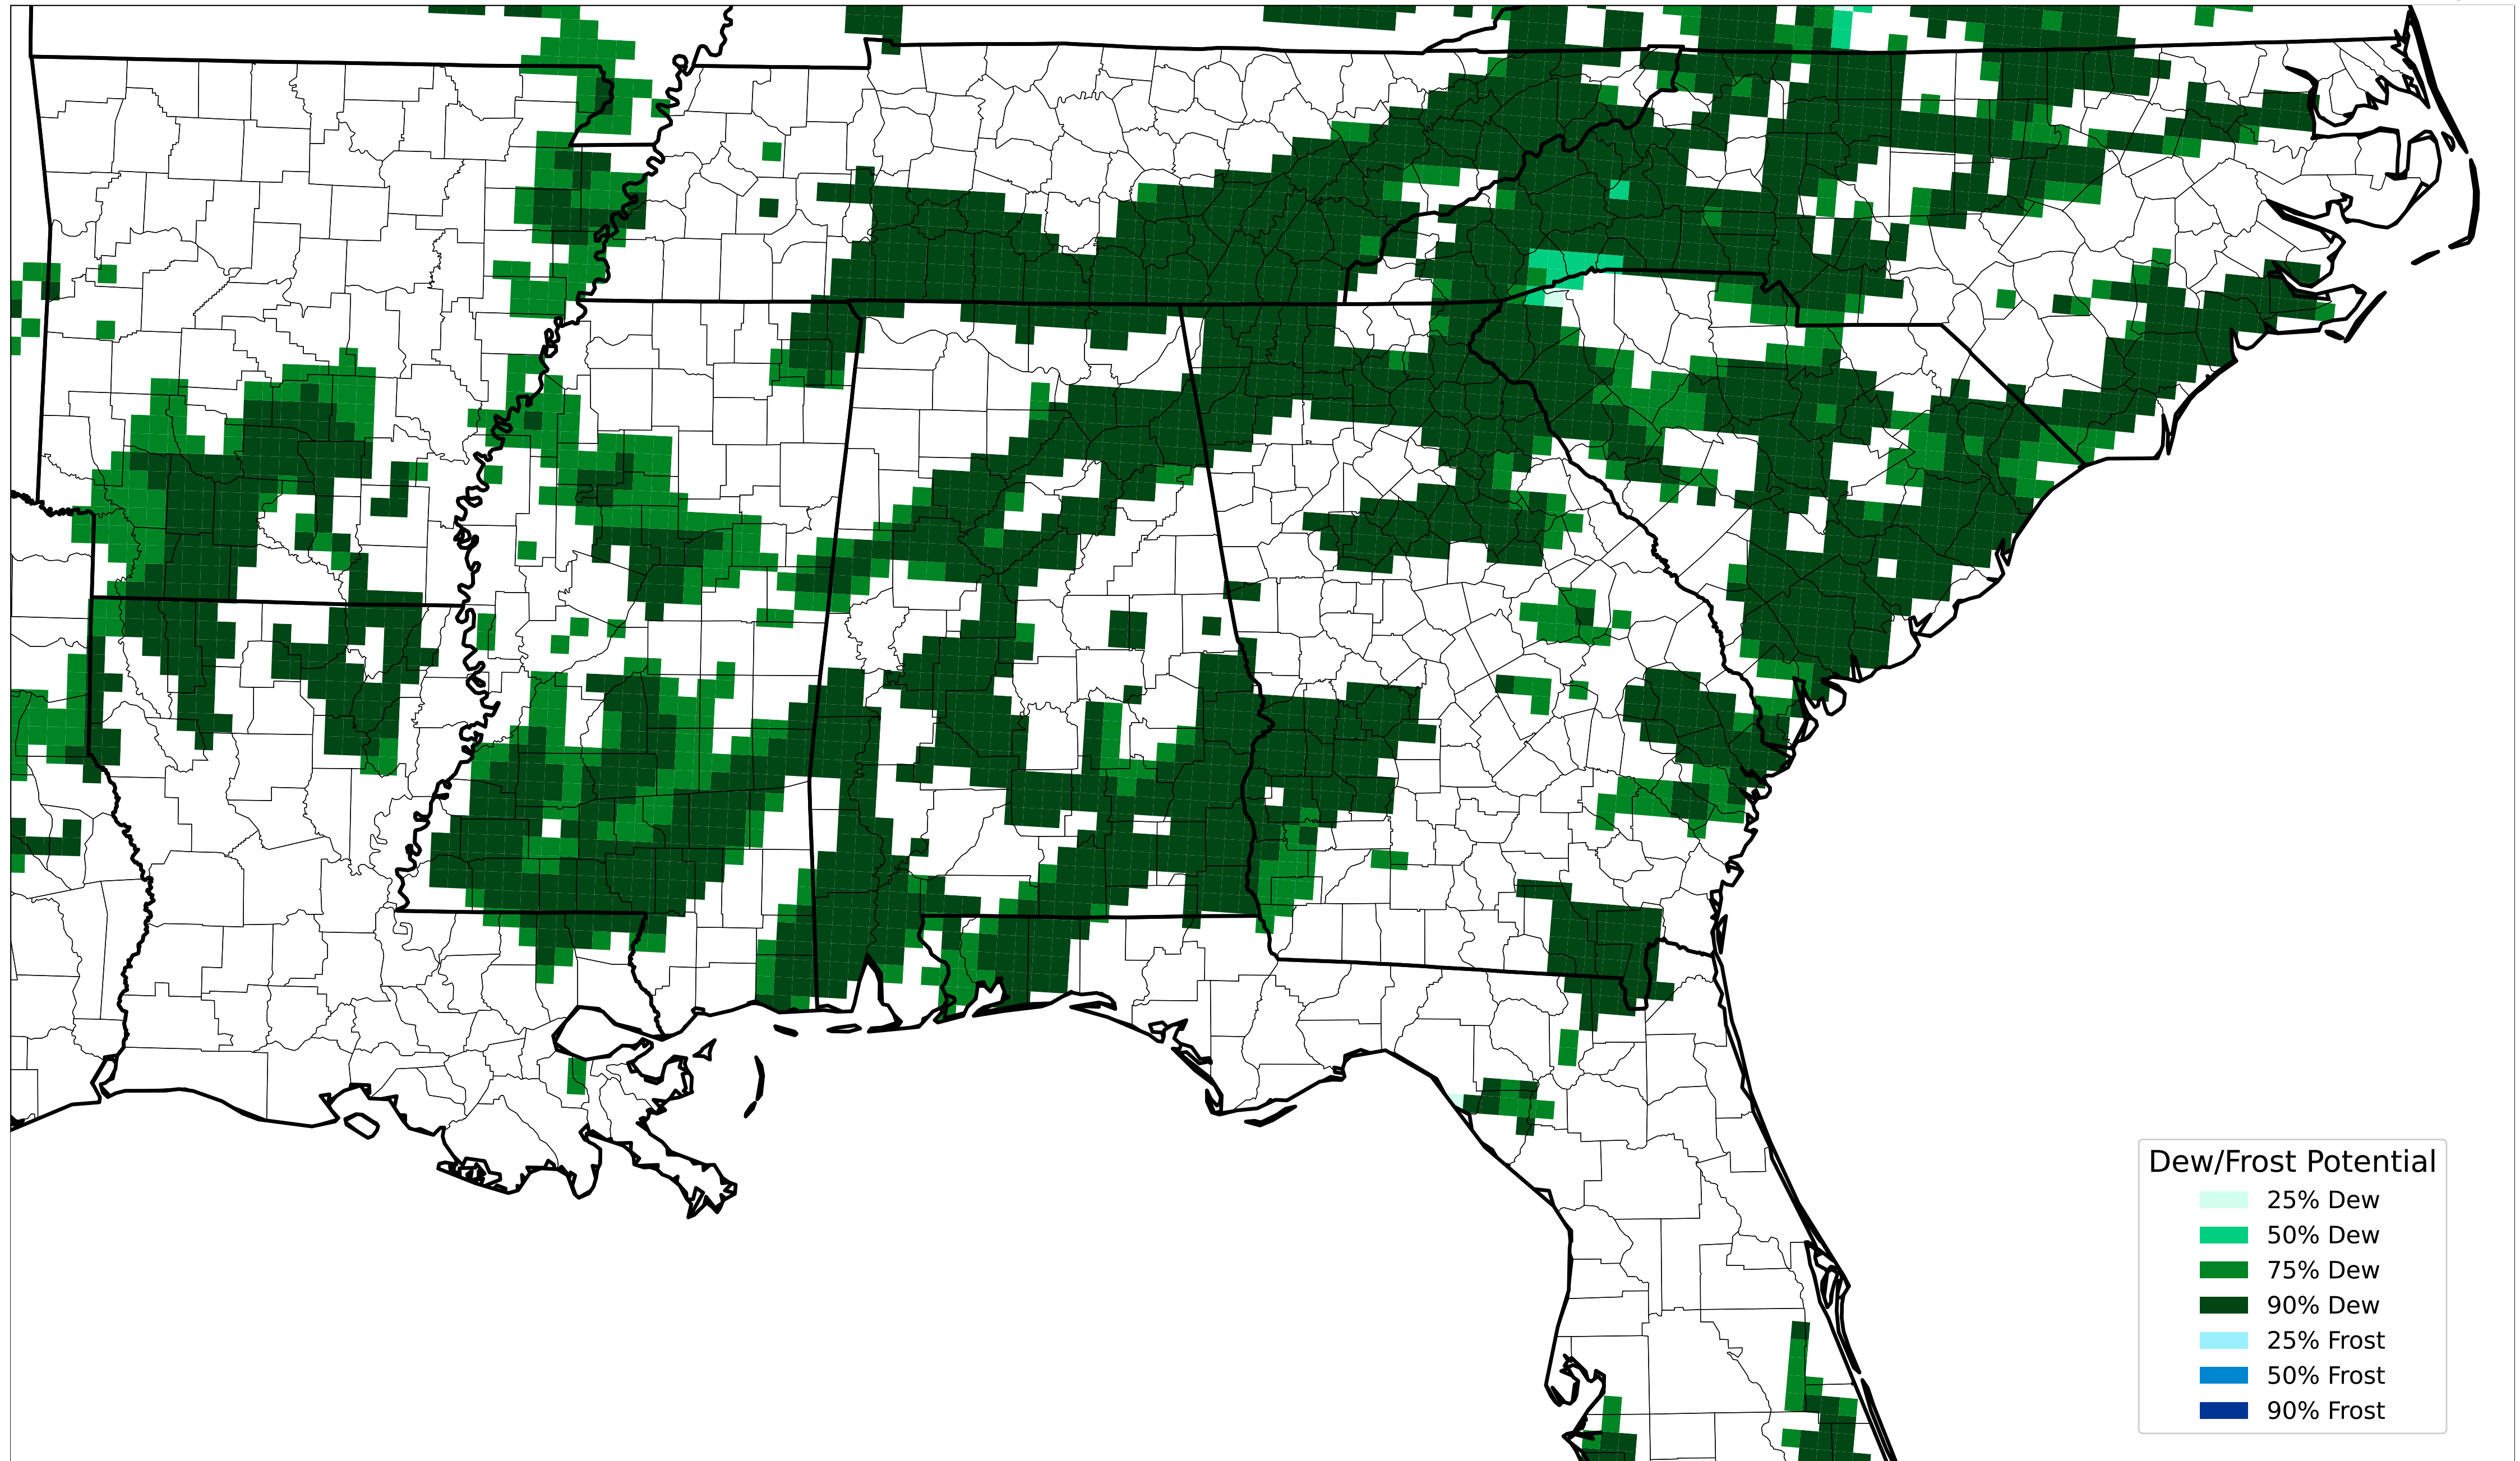 Dew/Frost Potential
25% Dew
50% Dew
75% Dew
90% Dew
25% Frost
50% Frost
90% Frost